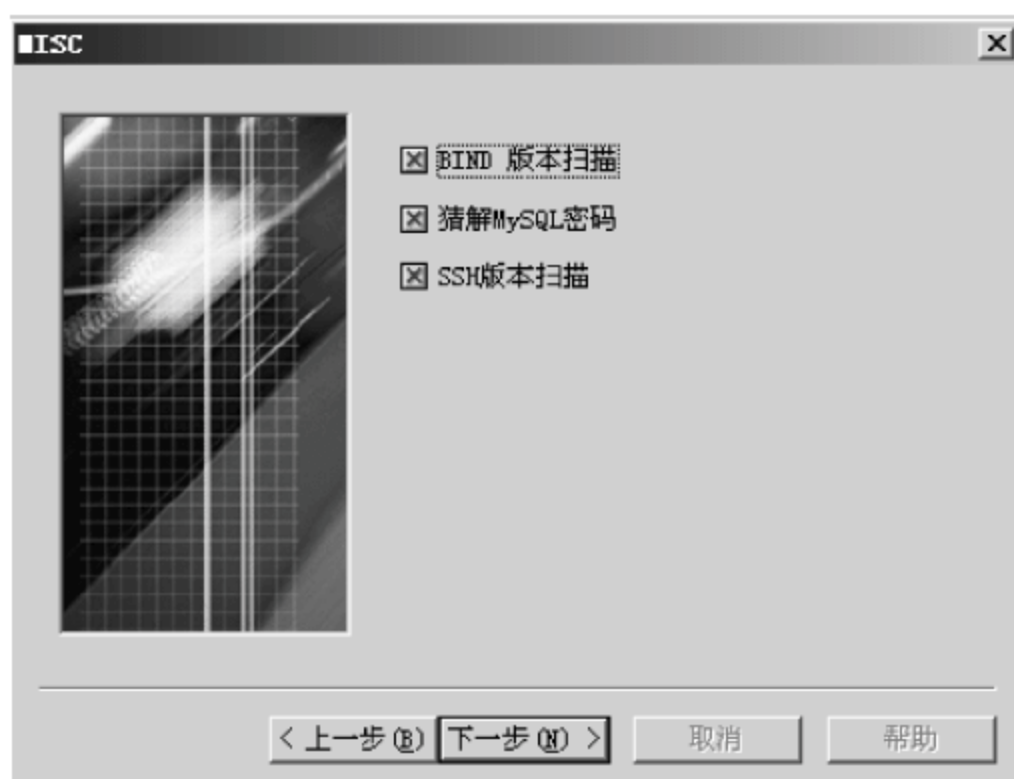 MISC
BIND 版本扫描
猜解MySQL密码
SSH版本扫描
< 上一步(B)
下一步(N) >
取消
帮助